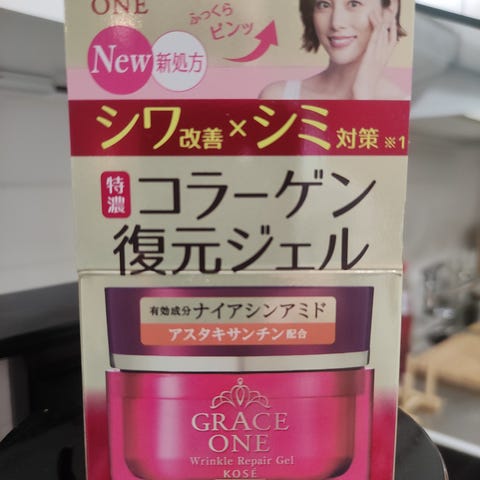 ONE
ふっくら
ピンッ
New 新処方
シワ改善×シミ対策※1
特濃 コラーゲン
復元ジェル
有効成分 ナイアシンアミド
アスタキサンチン配合
GRACE
ONE
Wrinkle Repair Gel
KOSÉ